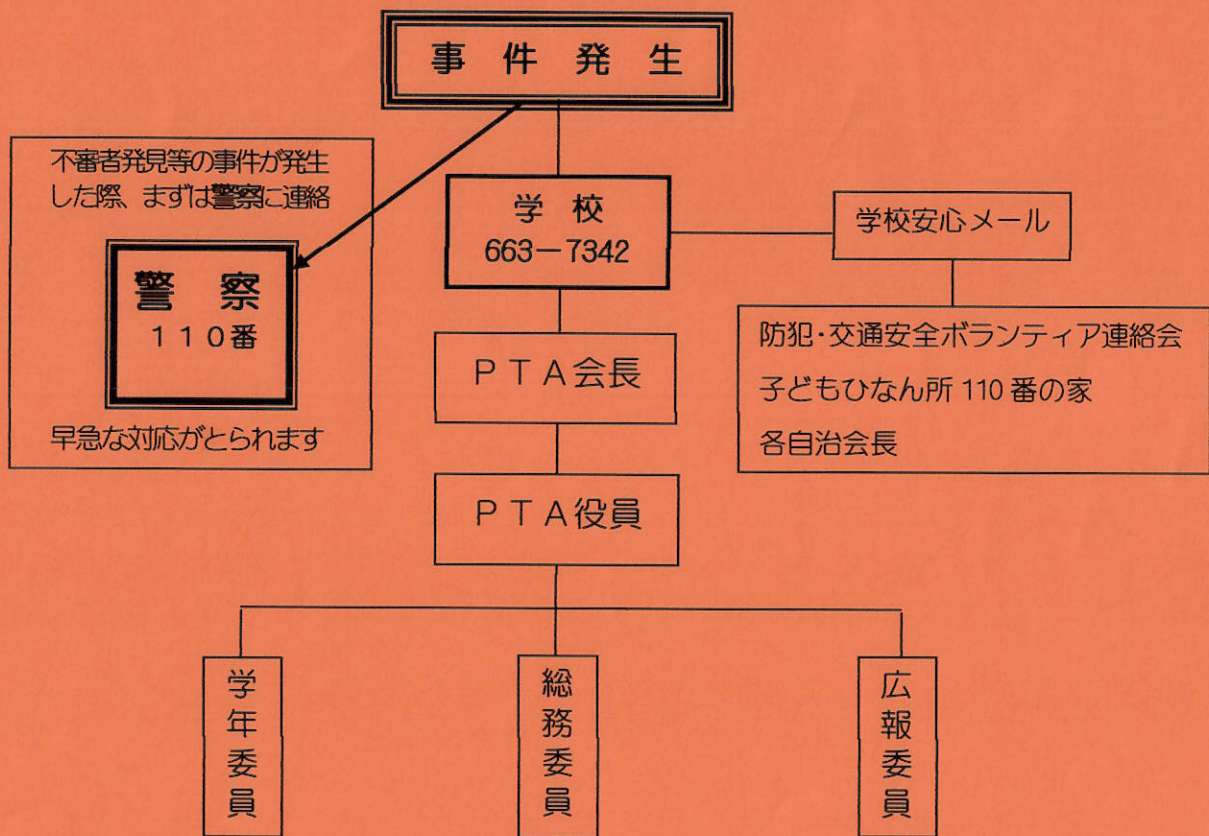 事 件 発 生
不審者発見等の事件が発生
した際、まずは警察に連絡
警 察
110番
早急な対応がとられます
学 校
663-7342
学校安心メール
防犯・交通安全ボランティア連絡会
子どもひなん所 110 番の家
各自治会長
PTA会長
PTA役員
学年委員
総務委員
広報委員